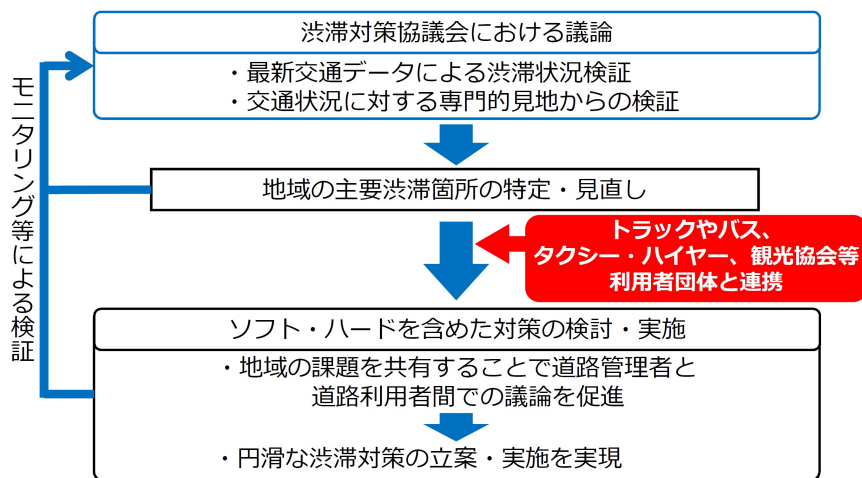 渋滞対策協議会における議論
・最新交通データによる渋滞状況検証
・交通状況に対する専門的見地からの検証
モニタリング等による検証
地域の主要渋滞箇所の特定・見直し
トラックやバス、
タクシー・ハイヤー、観光協会等
利用者団体と連携
ソフト・ハードを含めた対策の検討・実施
・地域の課題を共有することで道路管理者と
道路利用者間での議論を促進
・円滑な渋滞対策の立案・実施を実現